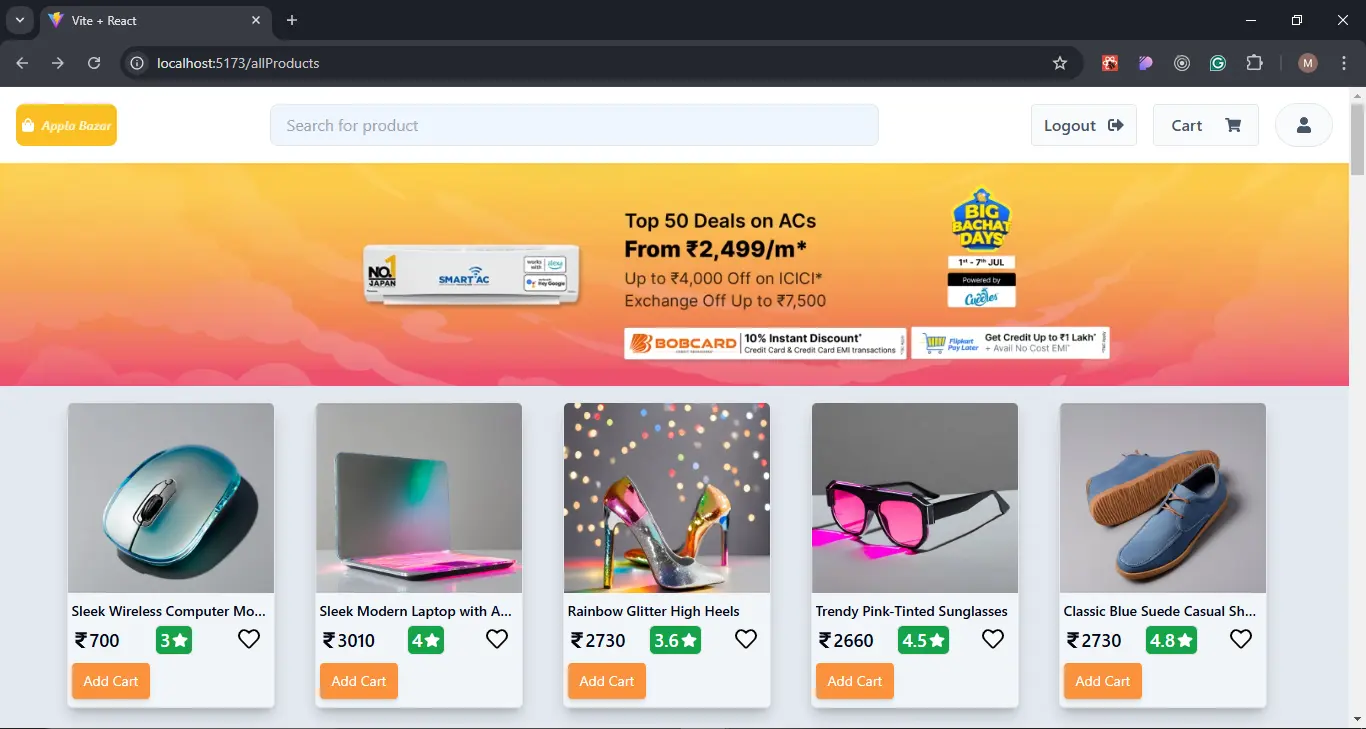 Vite + React
localhost:5173/allProducts
M
Appla Bazar
Search for product
Logout
Cart
NO.1
JAPAN
SMART AC
works with alexa
Top 50 Deals on ACs
From ₹2,499/m*
Up to ₹4,000 Off on ICICI*
Exchange Off Up to ₹7,500
BIG
BACHAT
DAYS
1st - 7th JUL
Powered by
BOBCARD
10% Instant Discount*
Credit Card & Credit Card EMI transactions
Flipkart
Pay Later
Get Credit Up to ₹1 Lakh*
+ Avail No Cost EMI*
Sleek Wireless Computer Mo...
₹700 3
Add Cart
Sleek Modern Laptop with A...
₹3010 4
Add Cart
Rainbow Glitter High Heels
₹2730 3.6
Add Cart
Trendy Pink-Tinted Sunglasses
₹2660 4.5
Add Cart
Classic Blue Suede Casual Sh...
₹2730 4.8
Add Cart